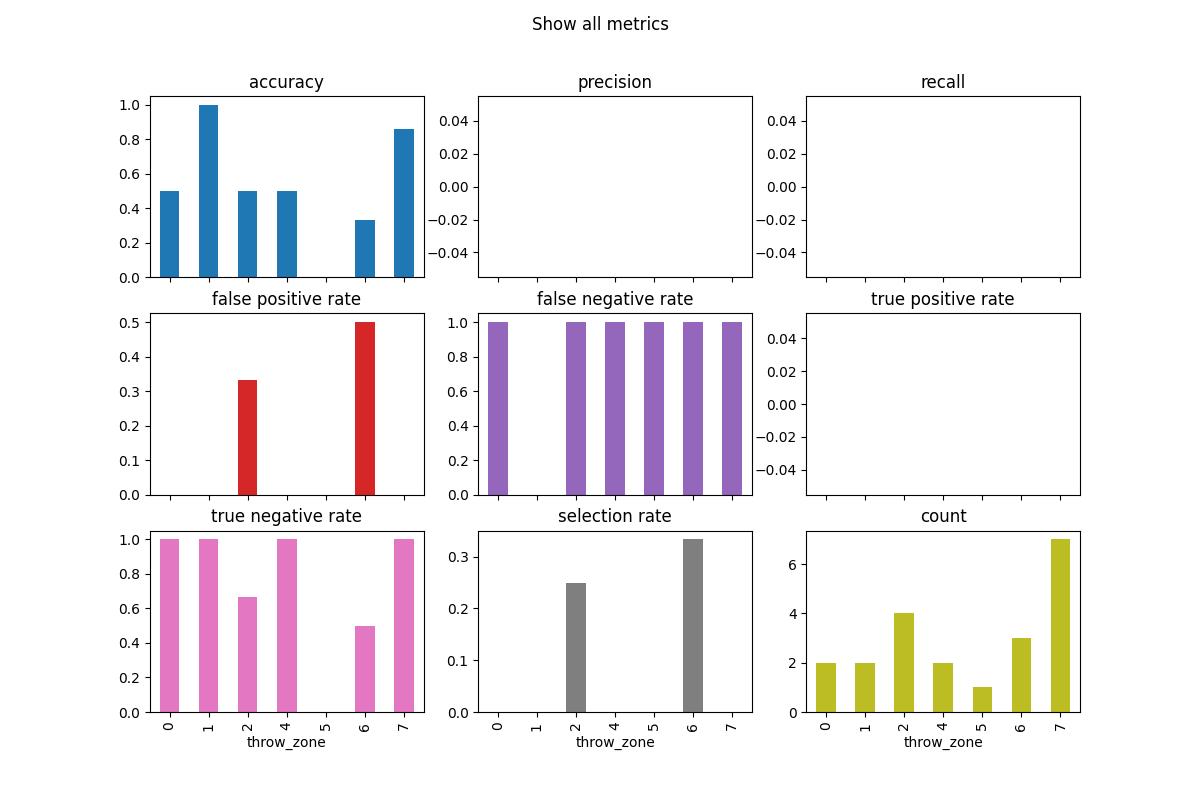 Show all metrics
accuracy
1.0
0.8
0.6
0.4
0.2
0.0
precision
0.04
0.02
0.00
−0.02
−0.04
recall
0.04
0.02
0.00
−0.02
−0.04
false positive rate
0.5
0.4
0.3
0.2
0.1
0.0
false negative rate
1.0
0.8
0.6
0.4
0.2
0.0
true positive rate
0.04
0.02
0.00
−0.02
−0.04
true negative rate
1.0
0.8
0.6
0.4
0.2
0.0
0 1 2 4 5 6 7
throw_zone
selection rate
0.3
0.2
0.1
0.0
0 1 2 4 5 6 7
throw_zone
count
6
4
2
0
0 1 2 4 5 6 7
throw_zone